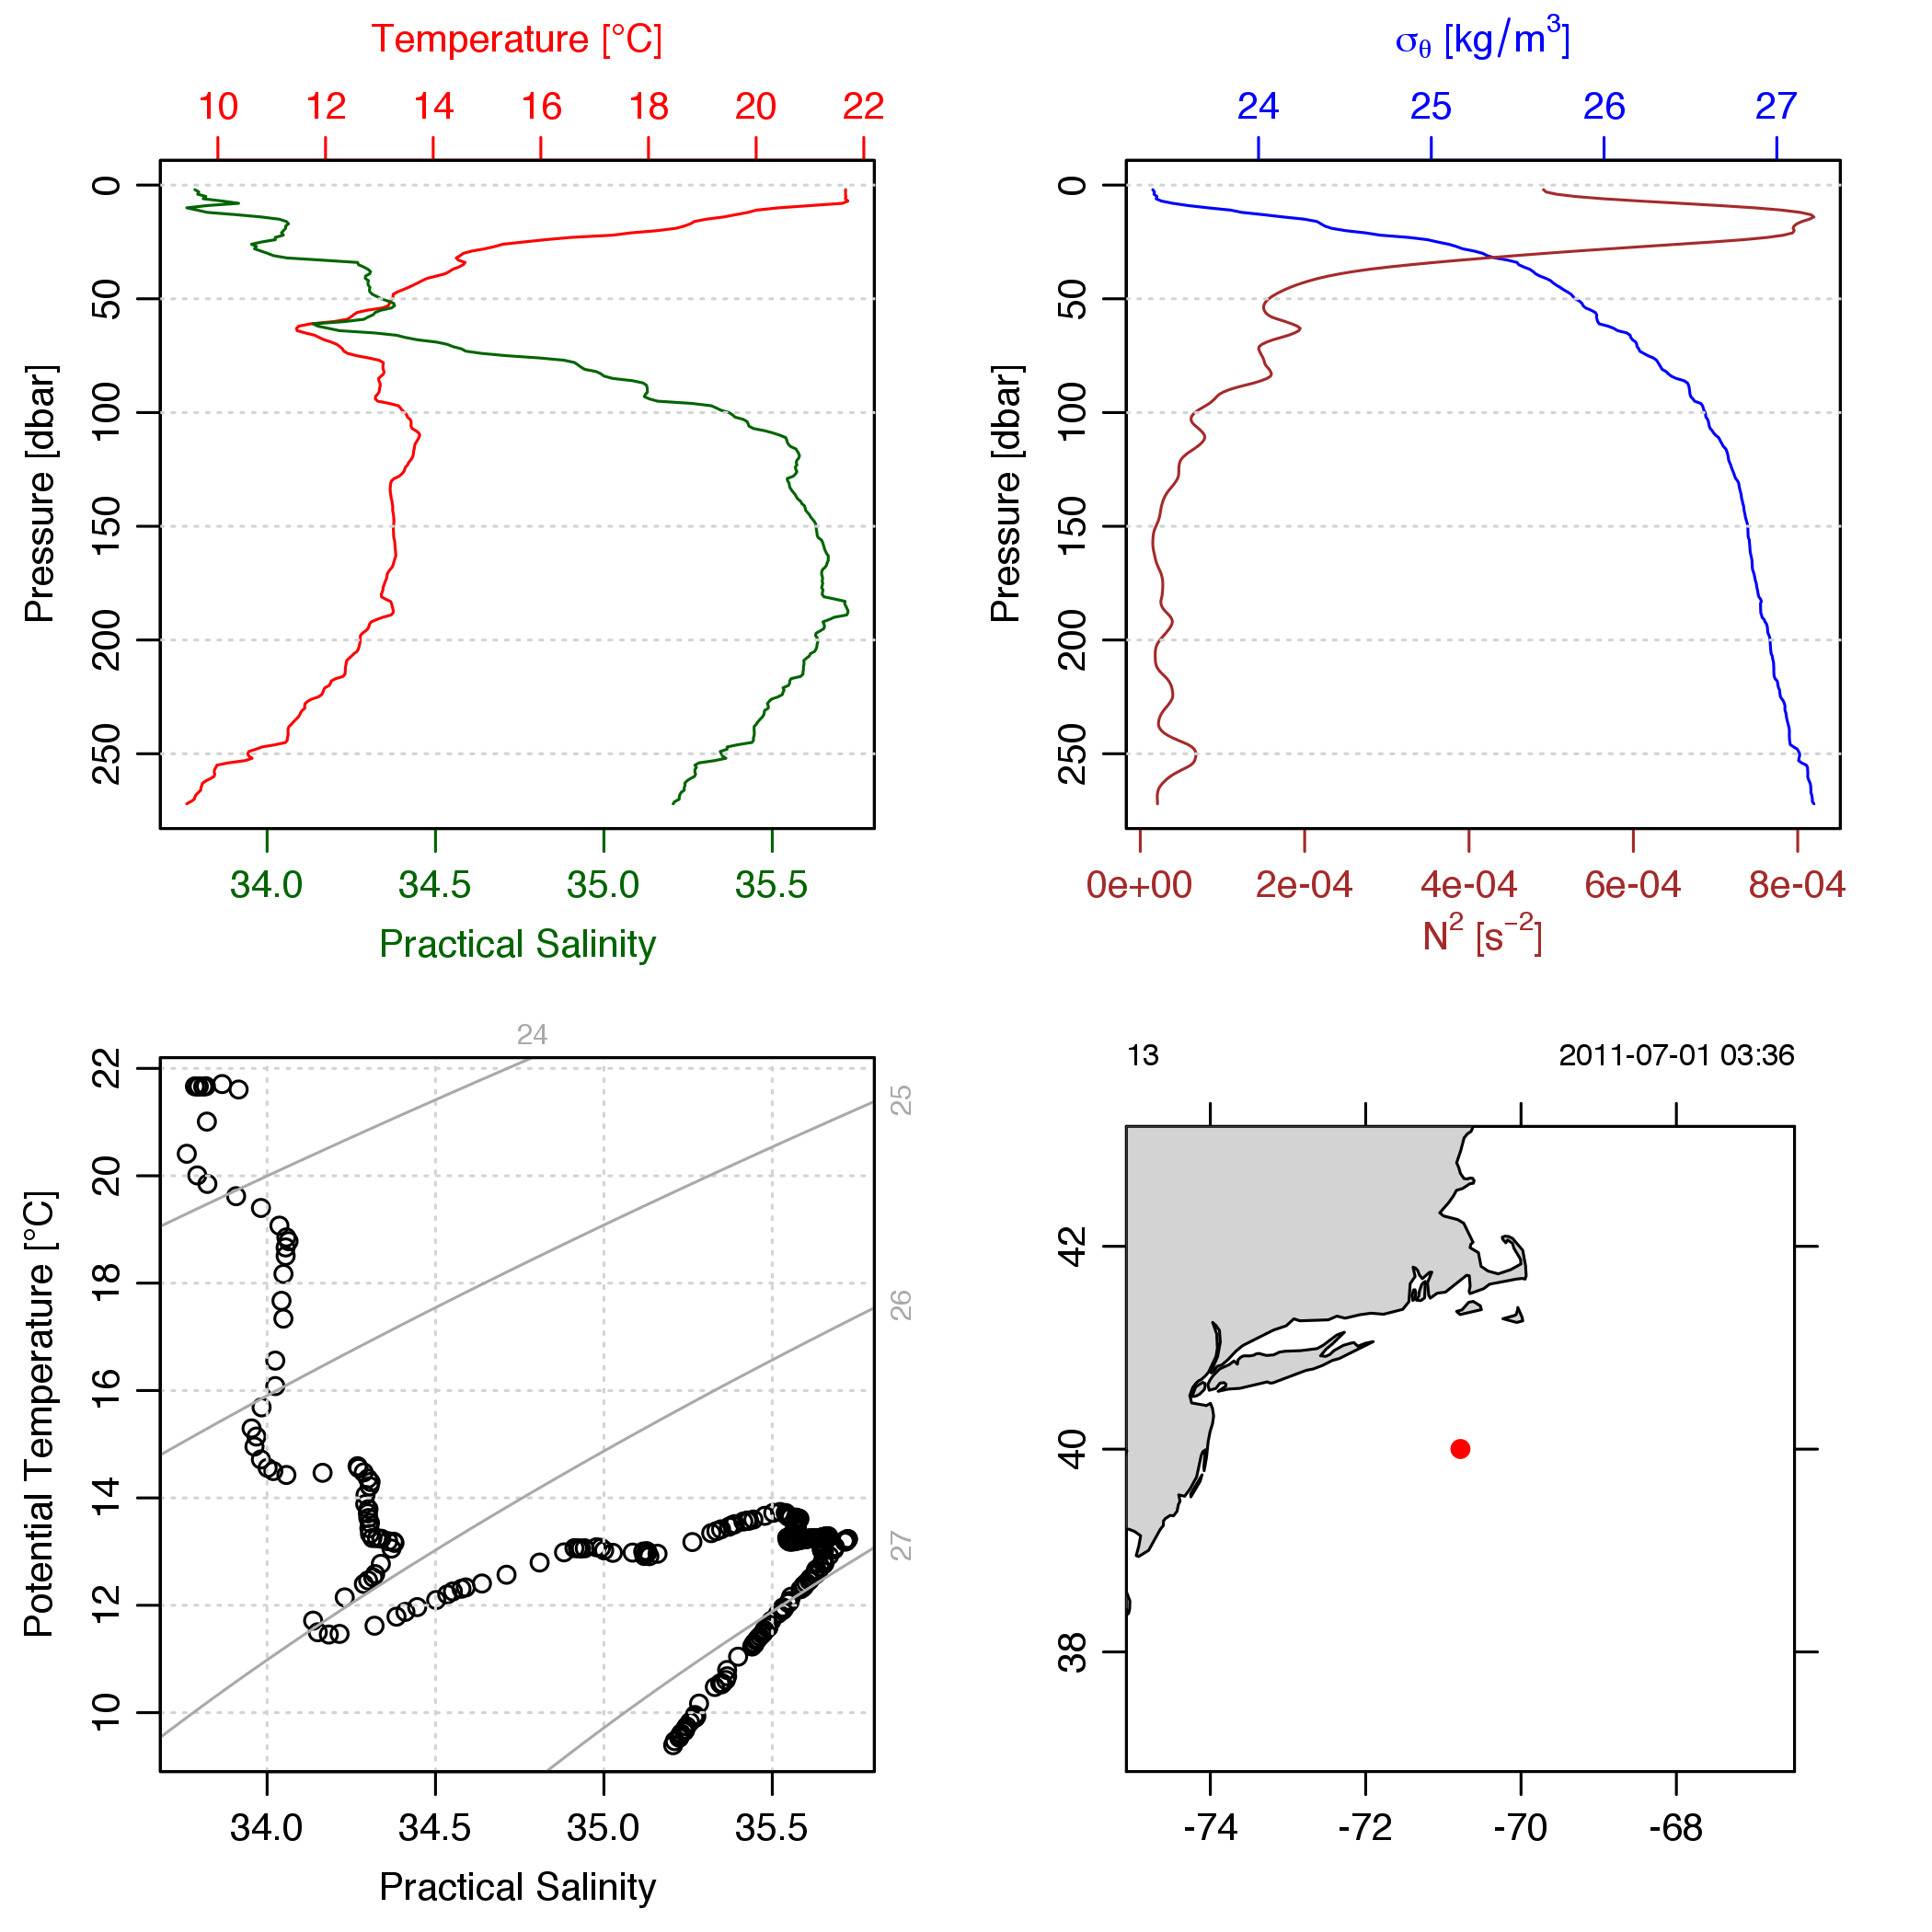 Temperature [°C]
10 12 14 16 18 20 22
0
50
100
150
200
250
Pressure [dbar]
34.0 34.5 35.0 35.5
Practical Salinity
σθ [kg/m³]
24 25 26 27
0
50
100
150
200
250
Pressure [dbar]
0e+00 2e-04 4e-04 6e-04 8e-04
N² [s⁻²]
24
25
26
27
22
20
18
16
14
12
10
Potential Temperature [°C]
34.0 34.5 35.0 35.5
Practical Salinity
13 2011-07-01 03:36
42
40
38
-74 -72 -70 -68